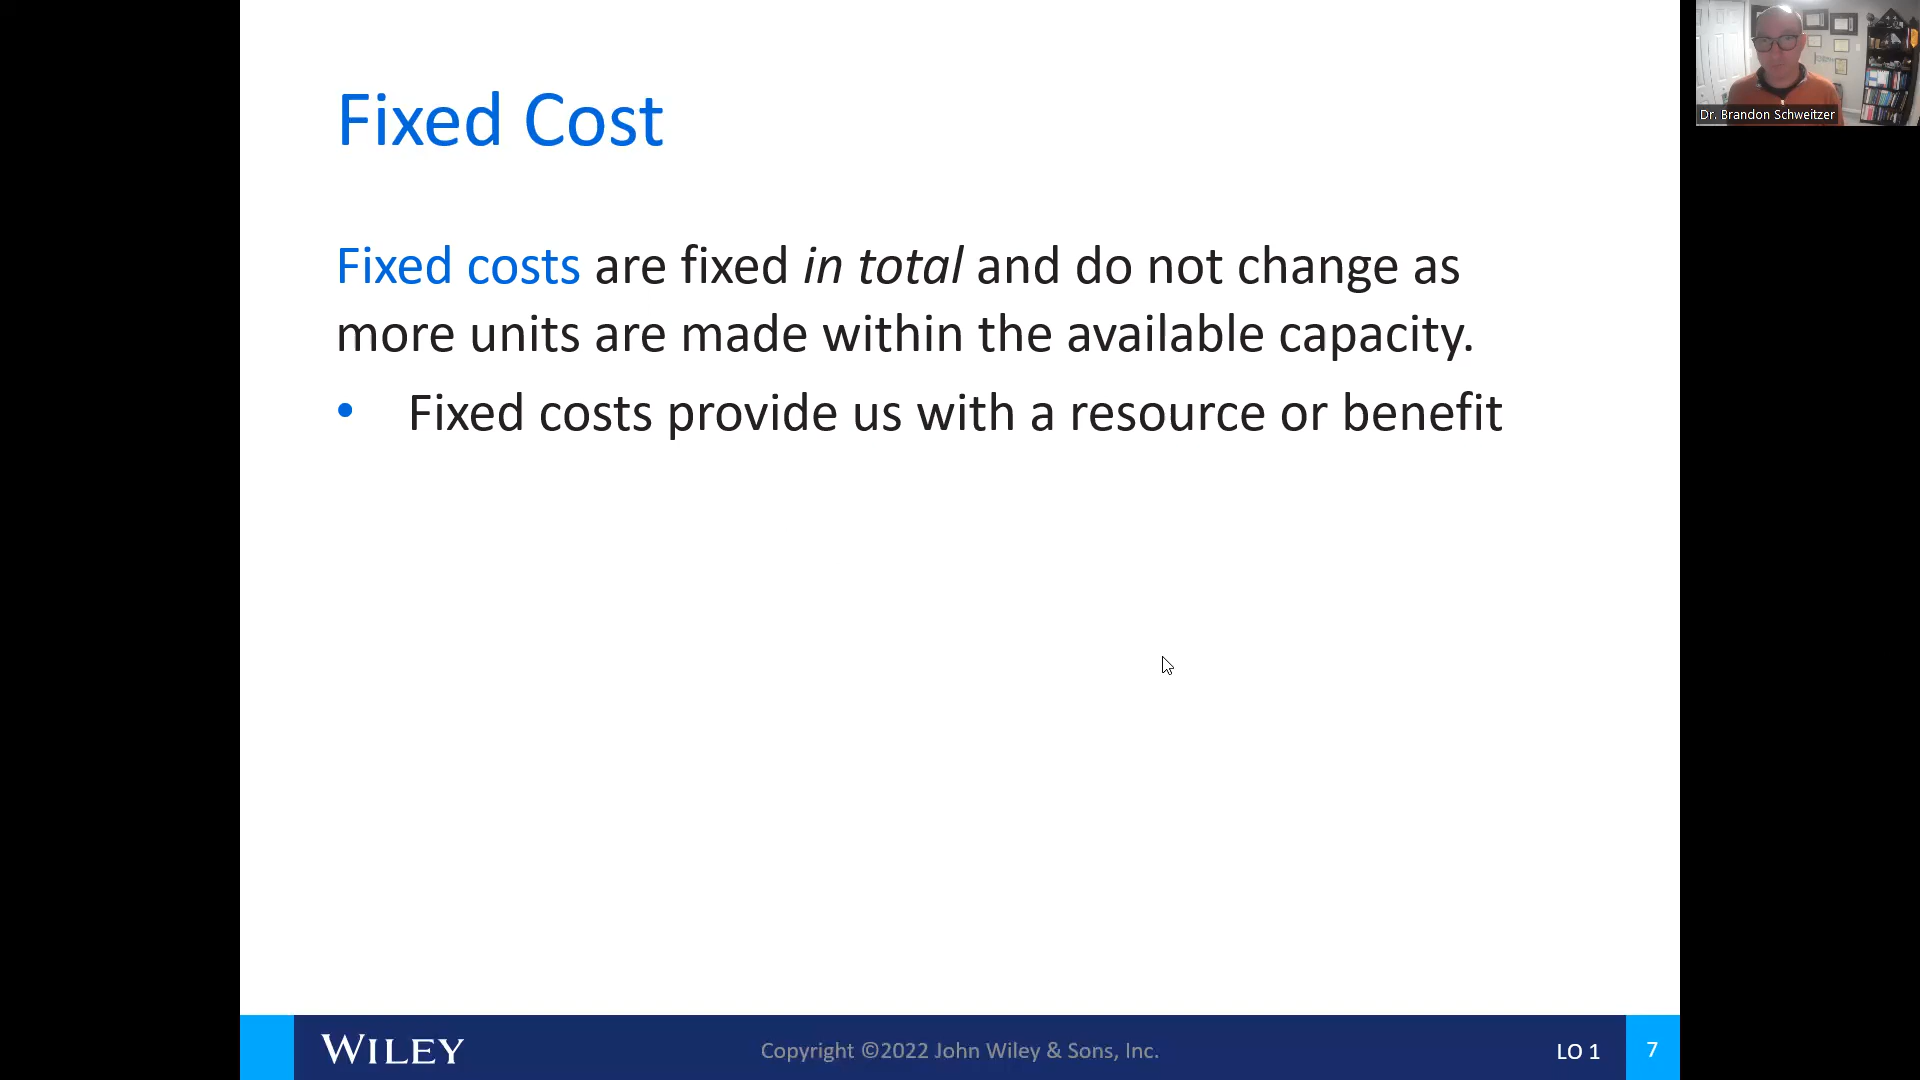 Fixed Cost
Dr. Brandon Schweitzer
Fixed costs are fixed in total and do not change as
more units are made within the available capacity.
• Fixed costs provide us with a resource or benefit
WILEY
Copyright ©2022 John Wiley & Sons, Inc.
LO 1
7